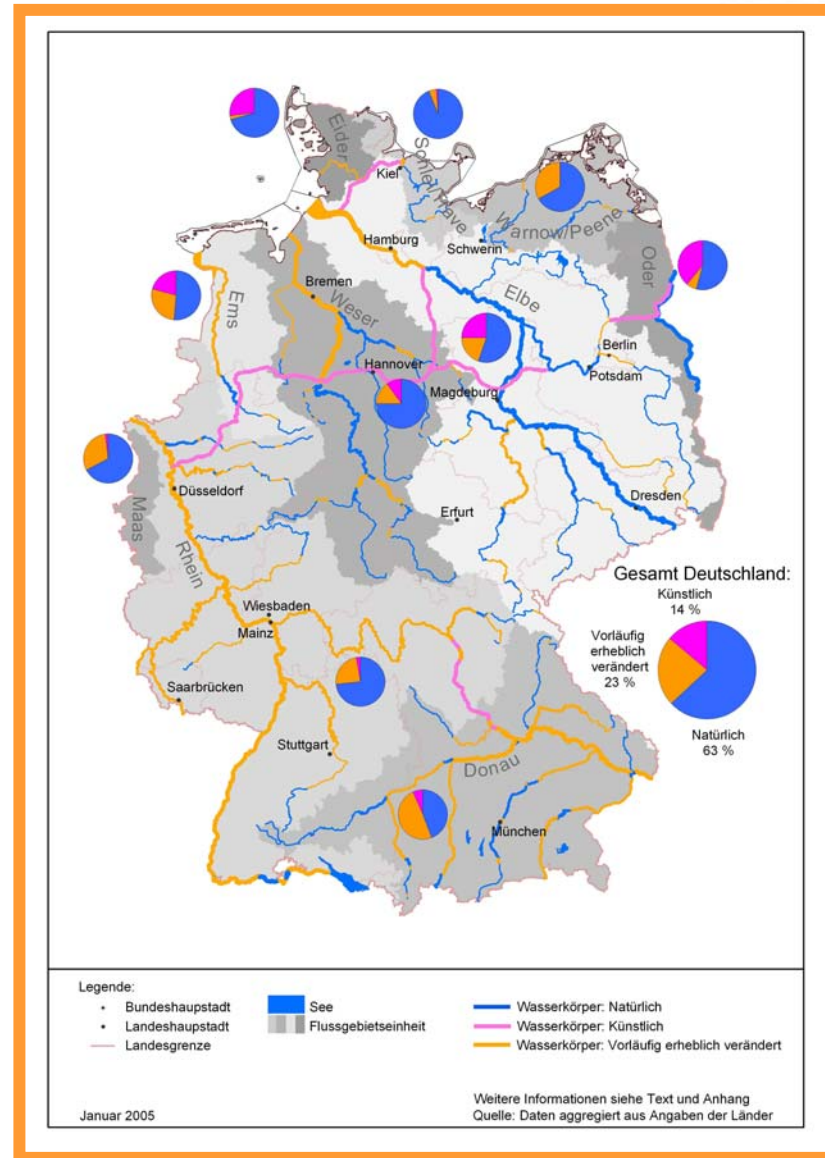 Eider
Kiel
Schlei/Trave
Warnow/Peene
Hamburg
Schwerin
Oder
Ems
Bremen
Weser
Elbe
Berlin
Hannover
Potsdam
Magdeburg
Düsseldorf
Maas
Dresden
Erfurt
Rhein
Gesamt Deutschland:
Künstlich
14 %
Wiesbaden
Mainz
Vorläufig
erheblich
verändert
23 %
Saarbrücken
Natürlich
63 %
Stuttgart
Donau
München
Legende:
Bundeshaupstadt
Landeshaupstadt
Landesgrenze
See
Flussgebietseinheit
Wasserkörper: Natürlich
Wasserkörper: Künstlich
Wasserkörper: Vorläufig erheblich verändert
Weitere Informationen siehe Text und Anhang
Januar 2005
Quelle: Daten aggregiert aus Angaben der Länder